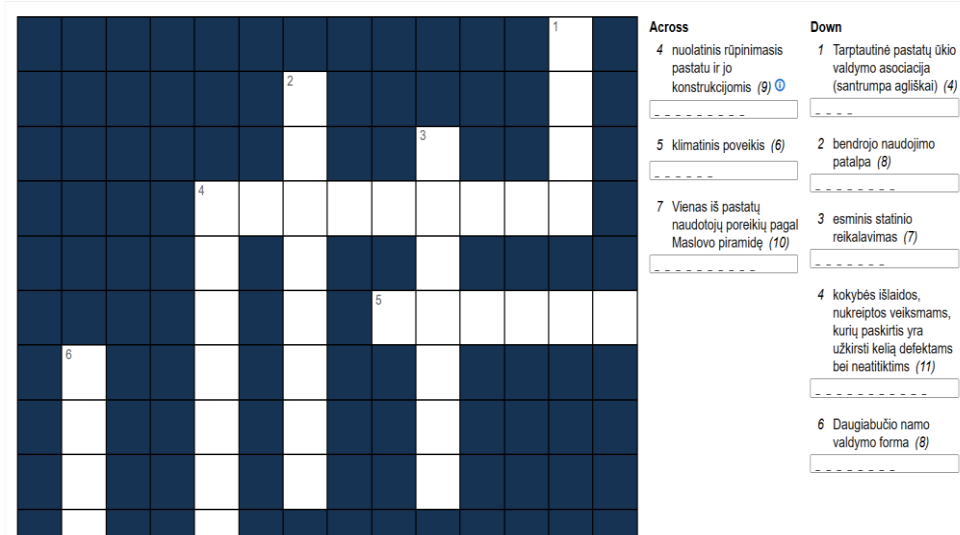 1
2
3
4
5
6
Across
4 nuolatinis rūpinimasis
pastatu ir jo
konstrukcijomis (9)
_ _ _ _ _ _ _ _ _
5 klimatinis poveikis (6)
_ _ _ _ _ _
7 Vienas iš pastatų
naudotojų poreikių pagal
Maslovo piramidę (10)
_ _ _ _ _ _ _ _ _ _
Down
1 Tarptautinė pastatų ūkio
valdymo asociacija
(santrumpa agliškai) (4)
_ _ _ _
2 bendrojo naudojimo
patalpa (8)
_ _ _ _ _ _ _ _
3 esminis statinio
reikalavimas (7)
_ _ _ _ _ _ _
4 kokybės išlaidos,
nukreiptos veiksmams,
kurių paskirtis yra
užkirsti kelią defektams
bei neatitiktims (11)
_ _ _ _ _ _ _ _ _ _ _
6 Daugiabučio namo
valdymo forma (8)
_ _ _ _ _ _ _ _